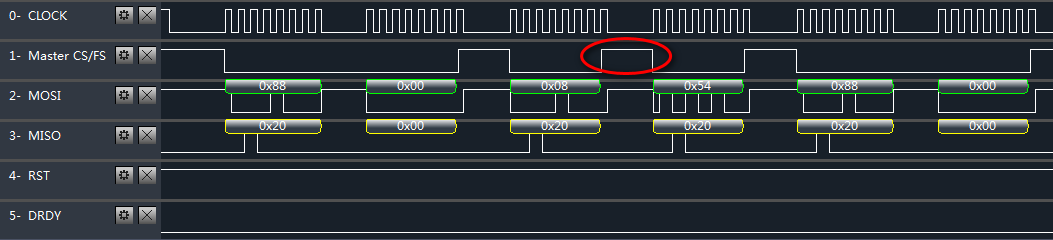 0- CLOCK
1- Master CS/FS
0x88 0x00 0x08 0x54 0x88 0x00
2- MOSI
0x20 0x00 0x20 0x20 0x20 0x00
3- MISO
4- RST
5- DRDY